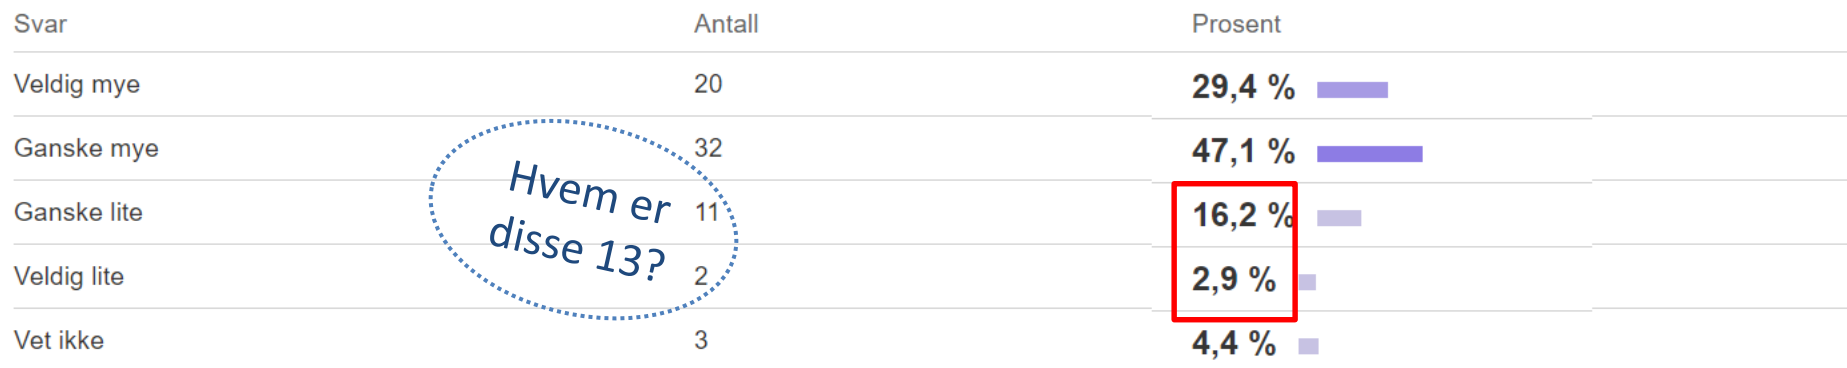 Svar Antall Prosent
Veldig mye 20 29,4 %
Ganske mye 32 47,1 %
Hvem er
disse 13?
Ganske lite 11 16,2 %
Veldig lite 2 2,9 %
Vet ikke 3 4,4 %